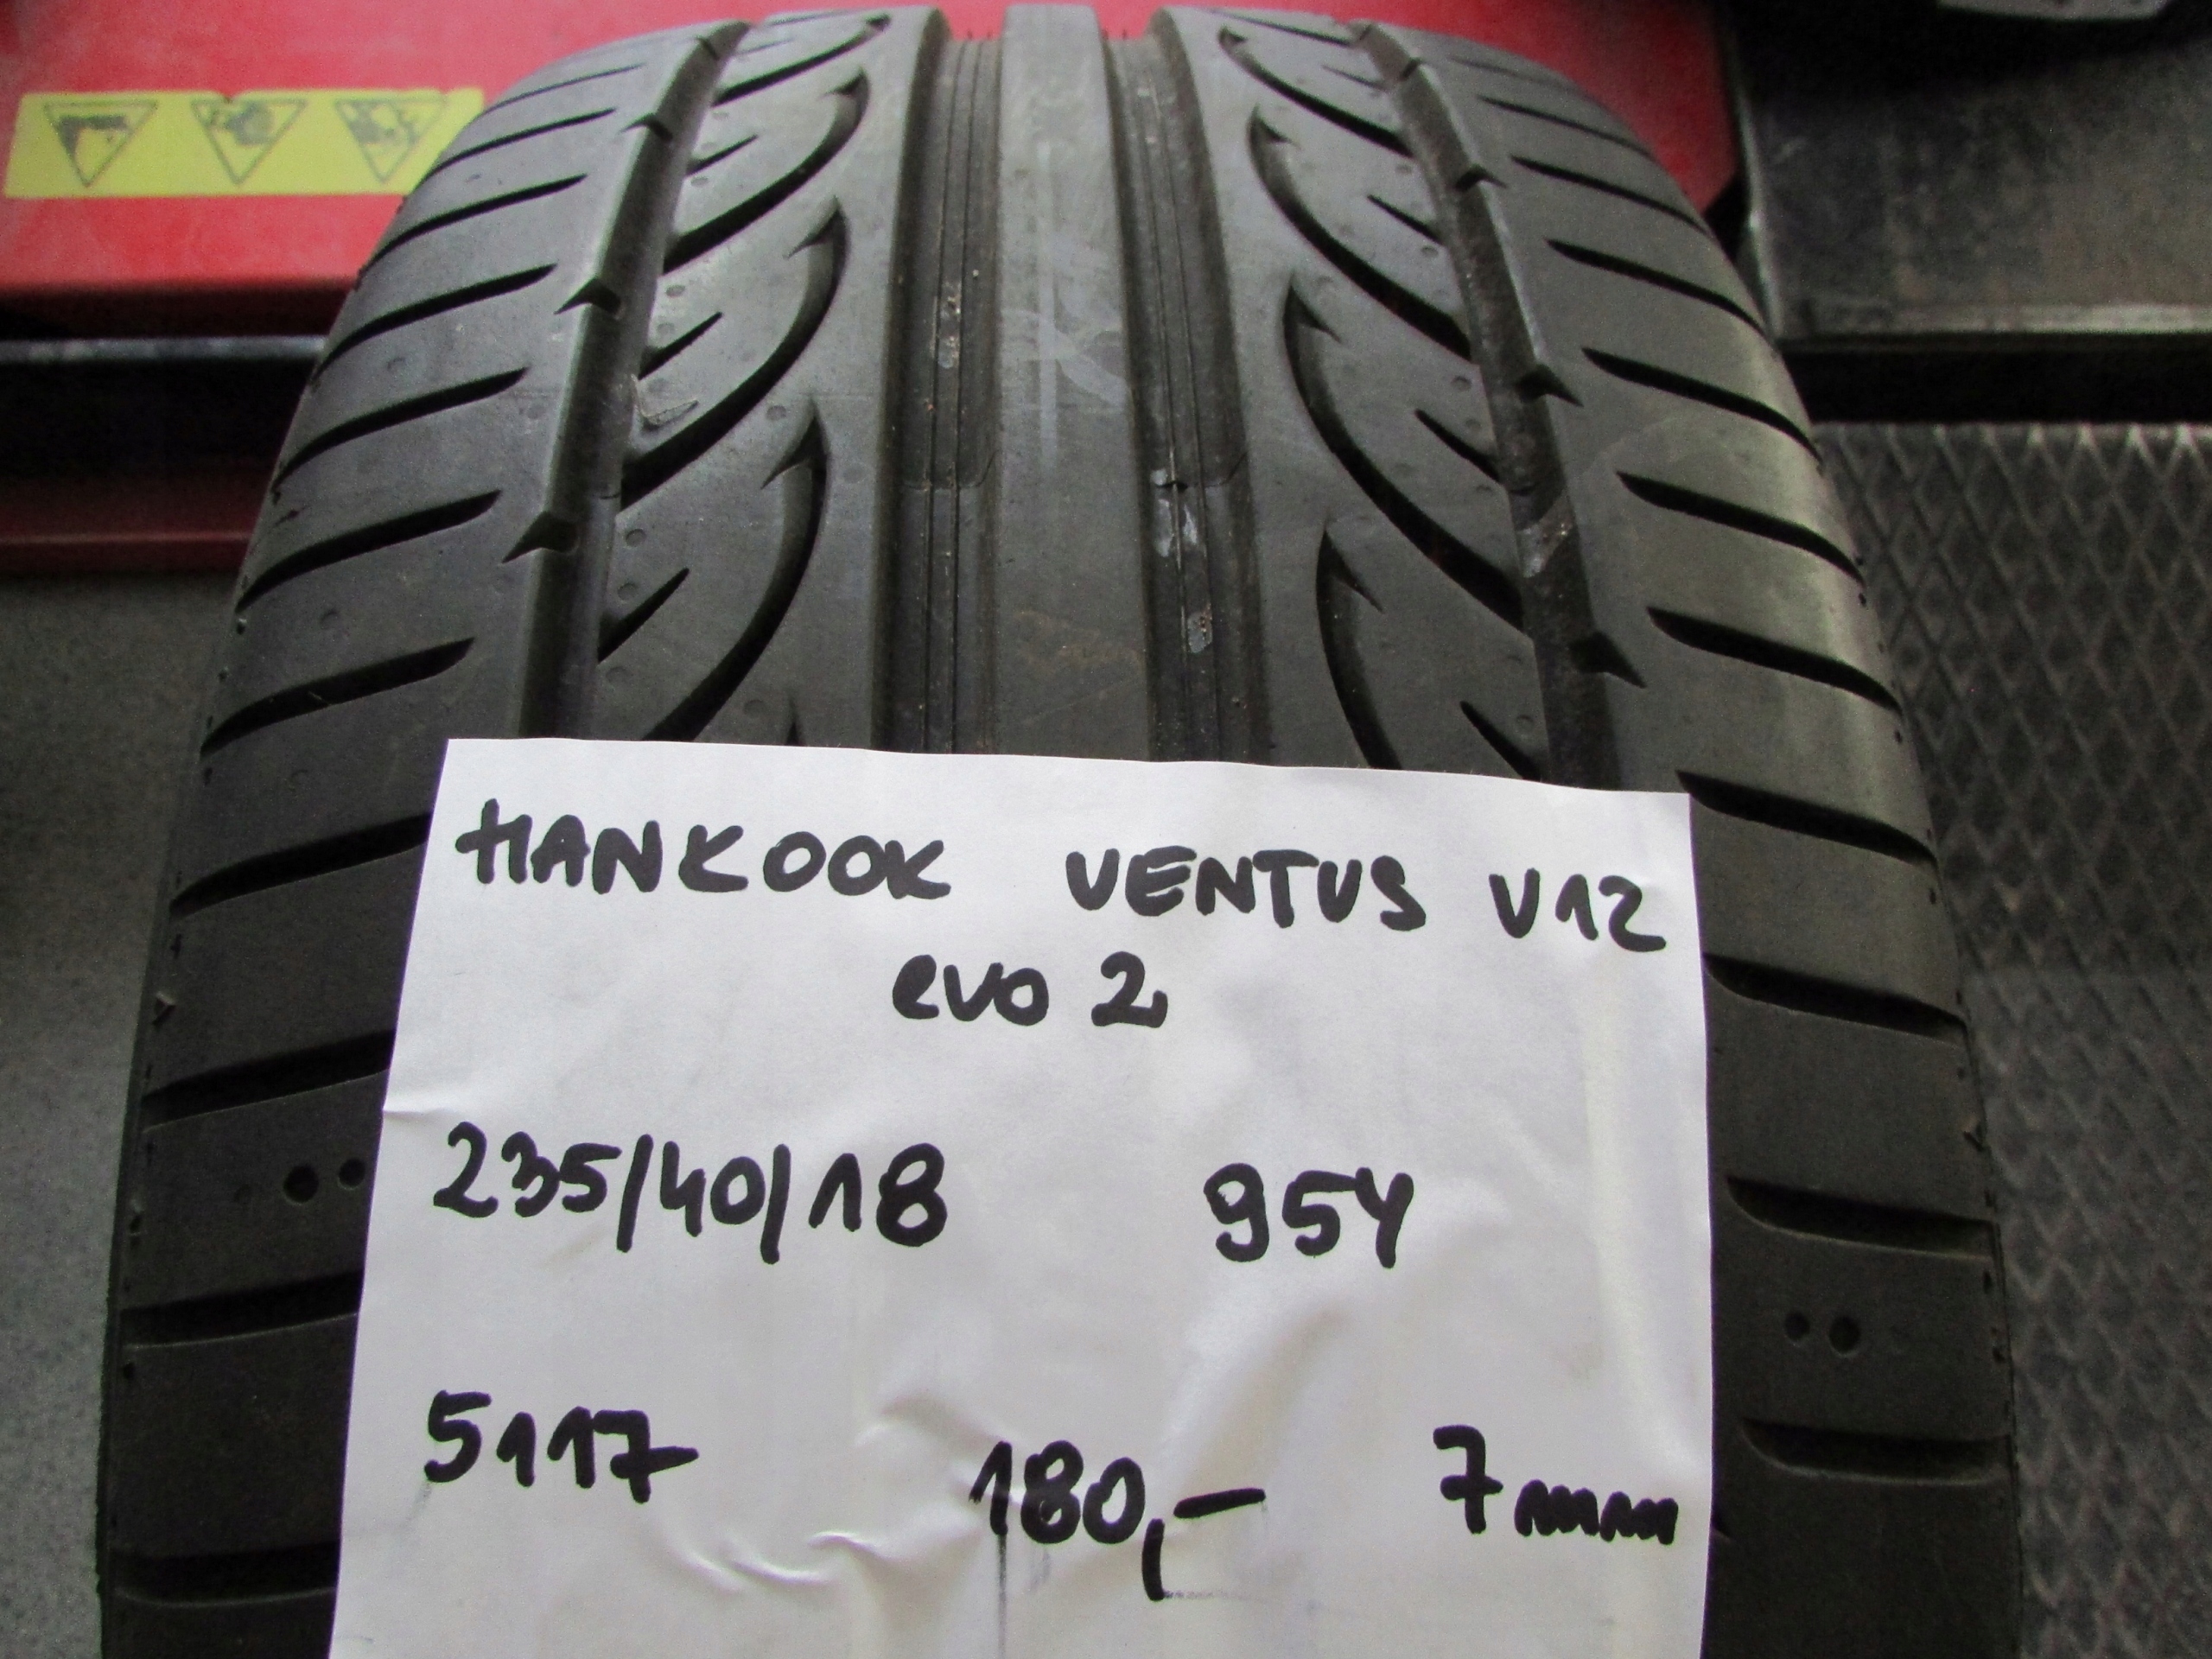 HANKOOK VENTUS V12
evo 2
235/40/18 95Y
5117 180,- 7mm